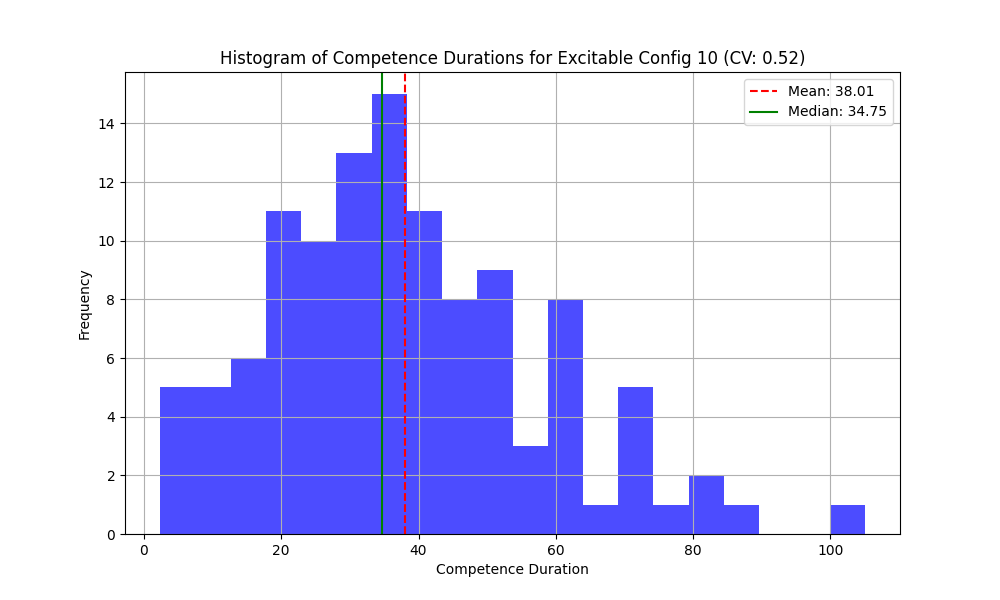 Histogram of Competence Durations for Excitable Config 10 (CV: 0.52)
Mean: 38.01
Median: 34.75
Frequency
14
12
10
8
6
4
2
0
0 20 40 60 80 100
Competence Duration